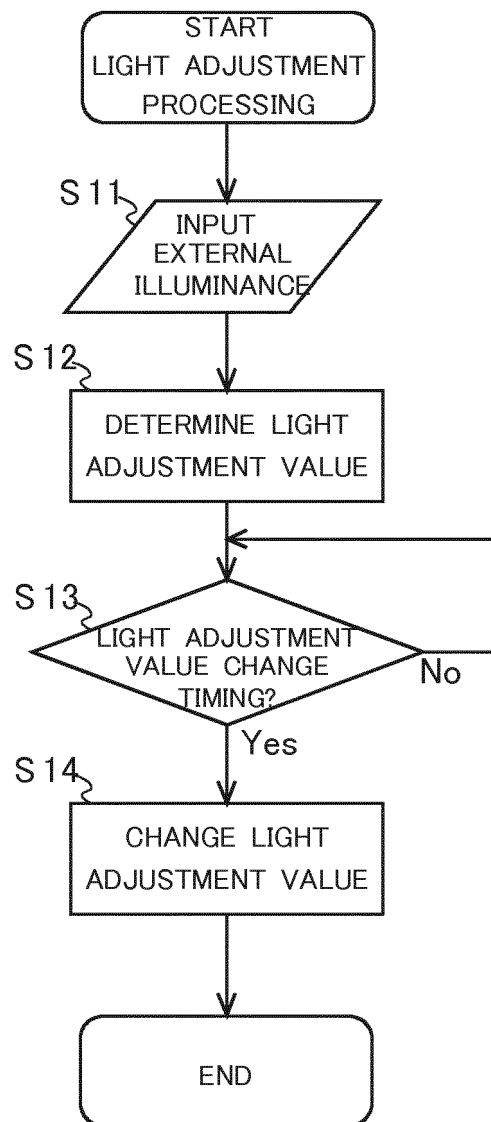 START
LIGHT ADJUSTMENT
PROCESSING
S11
INPUT
EXTERNAL
ILLUMINANCE
S12
DETERMINE LIGHT
ADJUSTMENT VALUE
S13
LIGHT ADJUSTMENT
VALUE CHANGE
TIMING?
No
Yes
S14
CHANGE LIGHT
ADJUSTMENT VALUE
END